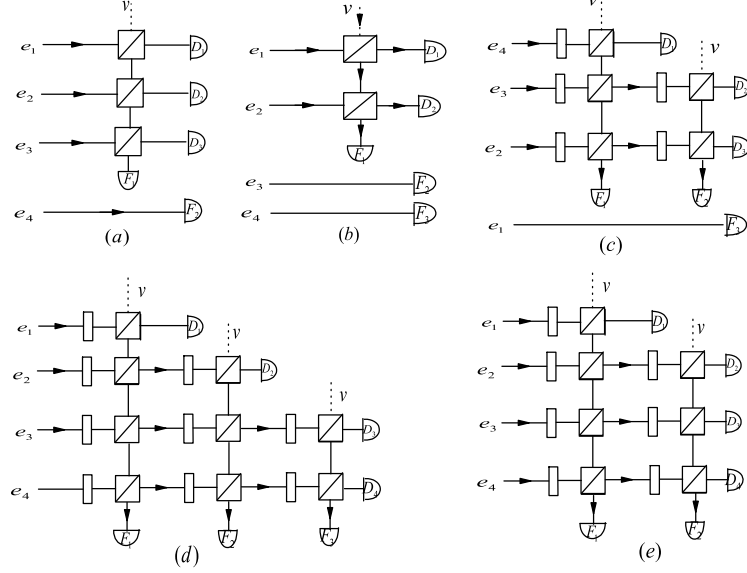 v
e₁ D₁
e₂ D₂
e₃ D₃
F₁
e₄ F₂
(a)
v
e₁ D₁
e₂ D₂
F₁
e₃ F₂
e₄ F₃
(b)
v
e₄ D₁
v
e₃ D₂
e₂ D₃
F₁ F₂
e₁ F₃
(c)
v
e₁ D₁
v
e₂ D₂
v
e₃ D₃
e₄ D₄
F₁ F₂ F₃
(d)
v
e₁ D₁
v
e₂ D₂
e₃ D₃
e₄ D₄
F₁ F₂
(e)